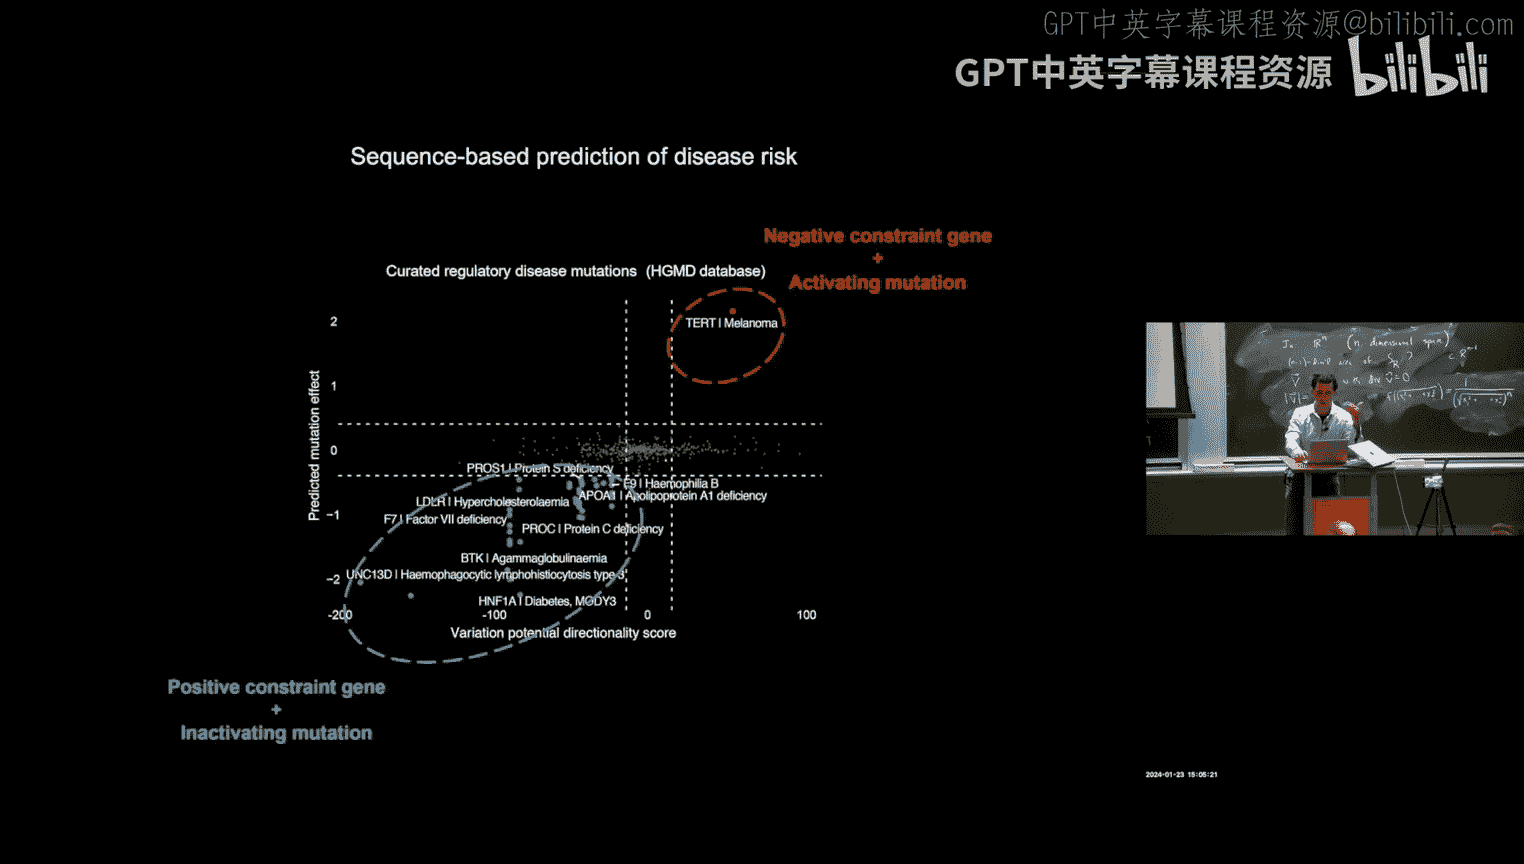 GPT中英字幕课程资源@bilibili.com
GPT中英字幕课程资源 bilibili
Sequence-based prediction of disease risk
Negative constraint gene
+
Activating mutation
Curated regulatory disease mutations (HGMD database)
TERT | Melanoma
Predicted mutation effect
2
1
0
−1
−2
PROS1 | Protein S deficiency
F9 | Haemophilia B
APOA1 | Apolipoprotein A1 deficiency
LDLR | Hypercholesterolaemia
F7 | Factor VII deficiency
PROC | Protein C deficiency
BTK | Agammaglobulinaemia
UNC13D | Haemophagocytic lymphohistiocytosis type 3
HNF1A | Diabetes, MODY3
-200 -100 0 100
Variation potential directionality score
Positive constraint gene
+
Inactivating mutation
(n dimensional space)
2024-01-23 15:05:21